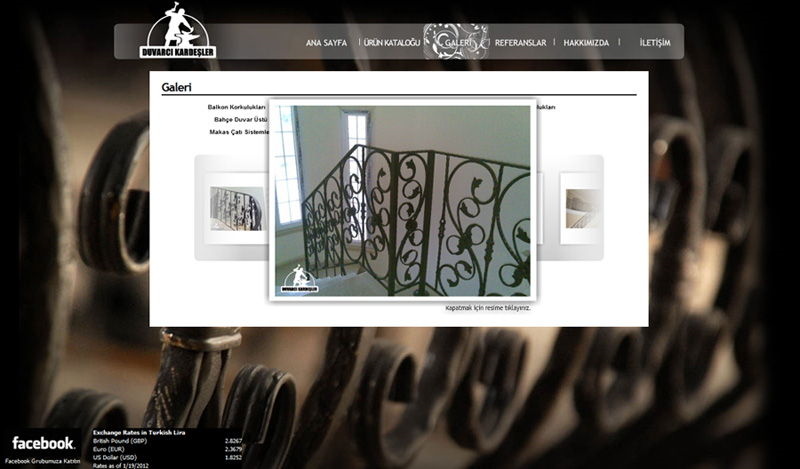 DUVARCI KARDEŞLER
ANA SAYFA | ÜRÜN KATALOĞU | GALERİ | REFERANSLAR | HAKKIMIZDA | İLETİŞİM
Galeri
Balkon Korkulukları
Bahçe Duvar Üstü
Makas Çatı Sistemle
ulukları
DUVARCI KARDEŞLER
Kapatmak için resime tıklayınız.
facebook.
Facebook Grubumuza Katılın
Exchange Rates in Turkish Lira
British Pound (GBP) 2.8267
Euro (EUR) 2.3679
US Dollar (USD) 1.8252
Rates as of 1/19/2012